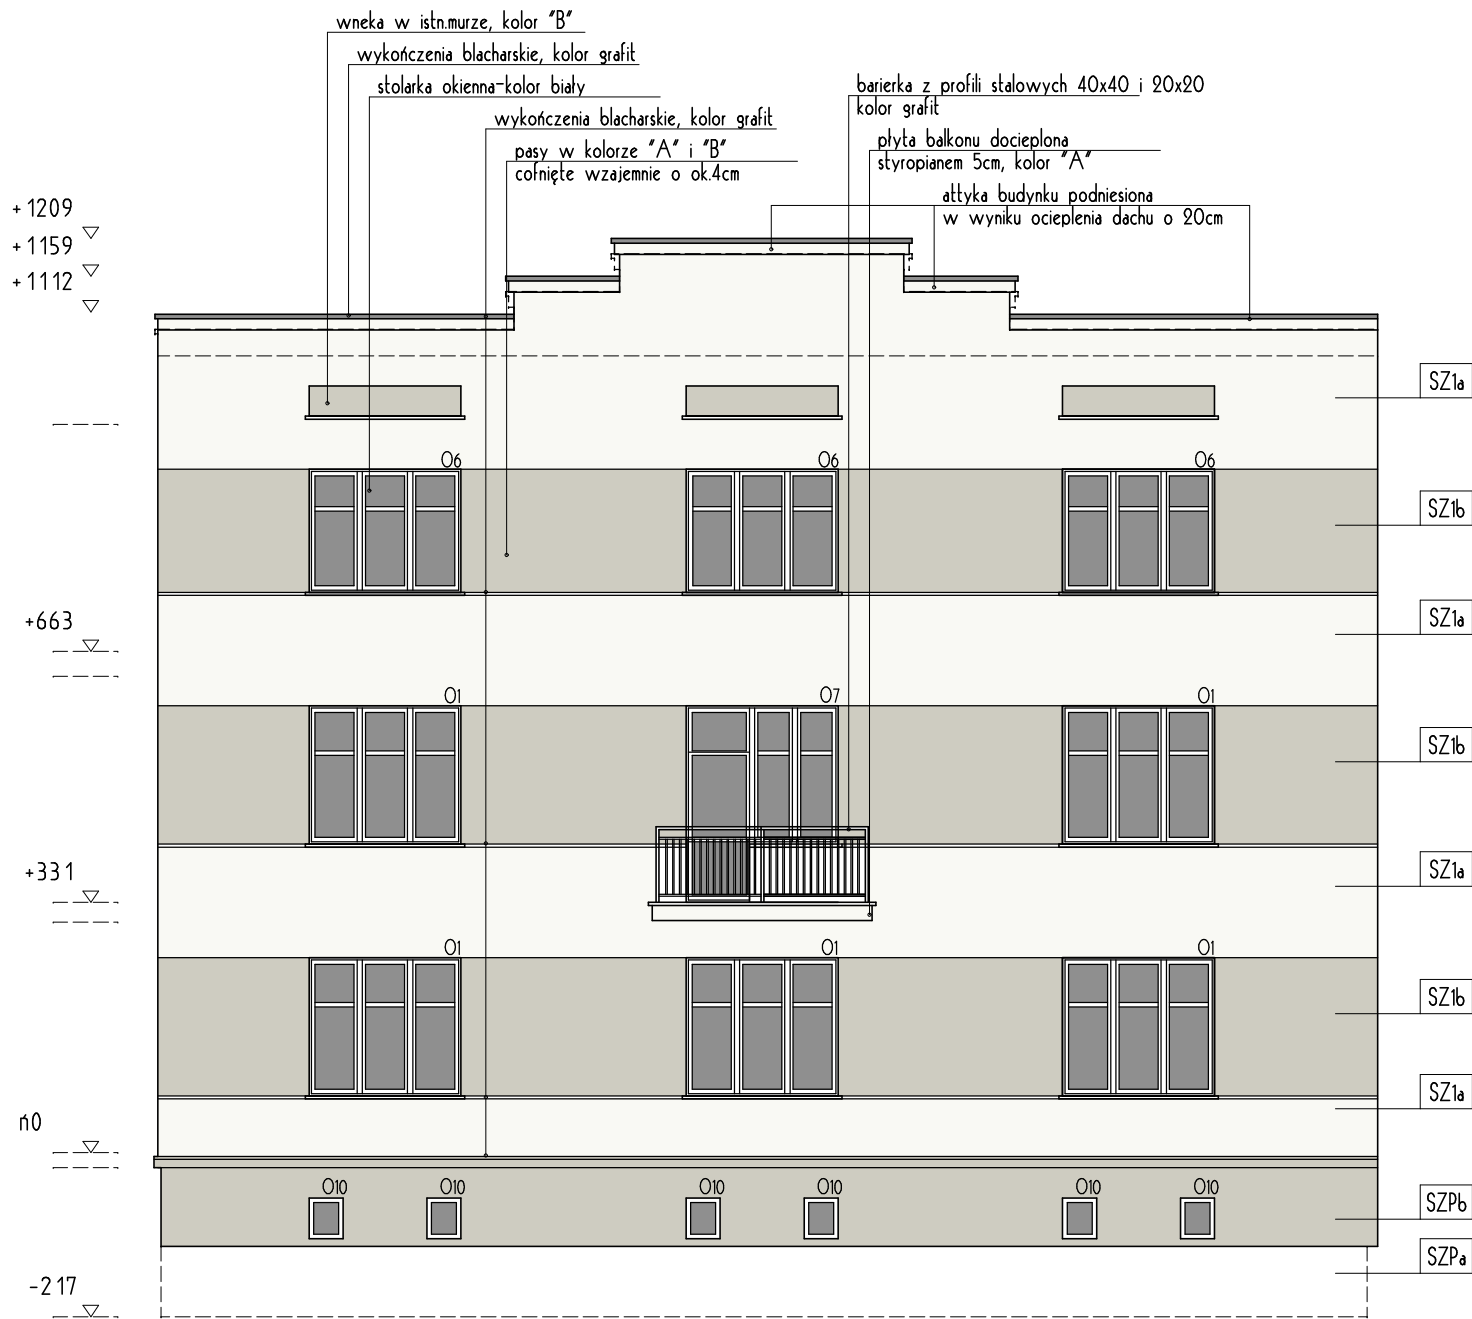 wneka w istn.murze, kolor "B"
wykończenia blacharskie, kolor grafit
stolarka okienna-kolor biały
wykończenia blacharskie, kolor grafit
pasy w kolorze "A" i "B"
cofnięte wzajemnie o ok.4cm
barierka z profili stalowych 40x40 i 20x20
kolor grafit
płyta balkonu docieplona
styropianem 5cm, kolor "A"
attyka budynku podniesiona
w wyniku ocieplenia dachu o 20cm
+1209
+1159
+1112
SZ1a
O6 O6 O6
SZ1b
+663
SZ1a
O1 O7 O1
SZ1b
+331
SZ1a
O1 O1 O1
SZ1b
SZ1a
ń0
O10 O10 O10 O10 O10 O10
SZPb
SZPa
-217